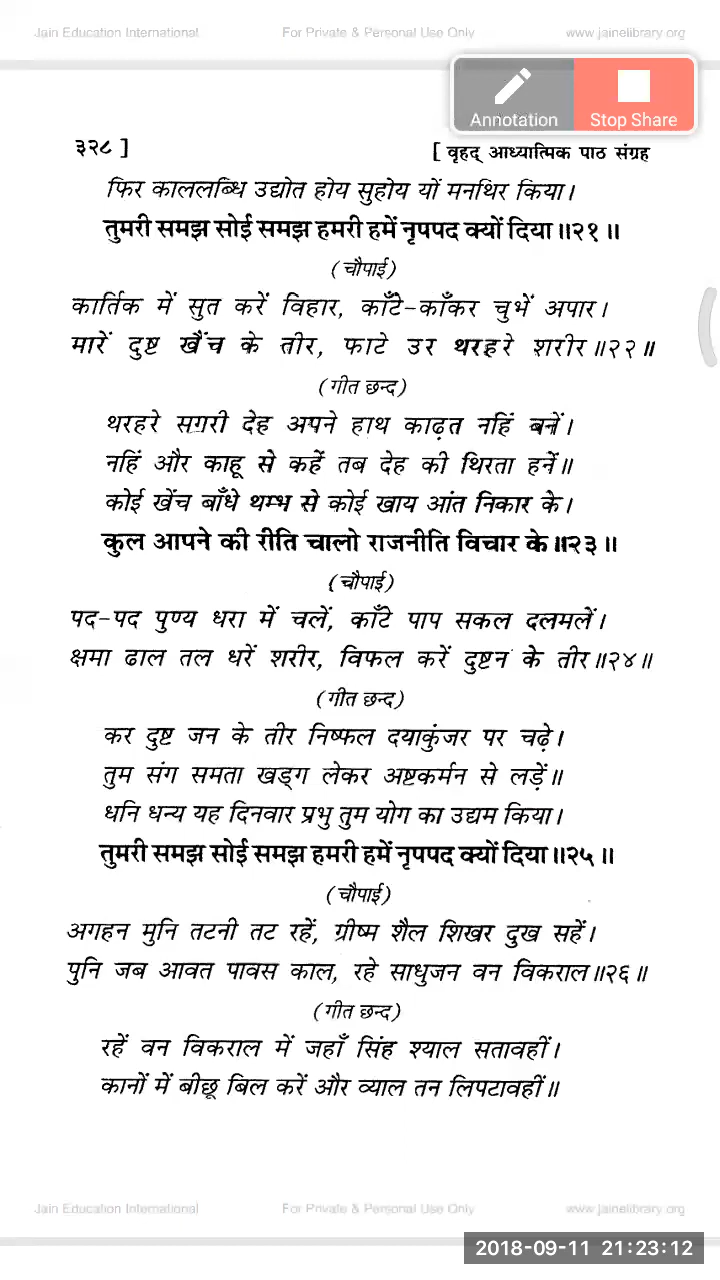 Jain Education International For Private & Personal Use Only www.jainelibrary.org
Annotation Stop Share
३२८ ] [ वृहद् आध्यात्मिक पाठ संग्रह
फिर काललब्धि उद्योत होय सुहोय यों मनथिर किया।
तुमरी समझ सोई समझ हमरी हमें नृपपद क्यों दिया॥२१॥
(चौपाई)
कार्तिक में सुत करें विहार, काँटे-काँकर चुभें अपार।
मारें दुष्ट खैंच के तीर, फाटे उर थरहरे शरीर॥२२॥
(गीत छन्द)
थरहरे सगरी देह अपने हाथ काढ़त नहिं बनें।
नहिं और काहू से कहें तब देह की थिरता हनें॥
कोई खेंच बाँधे थम्भ से कोई खाय आंत निकार के।
कुल आपने की रीति चालो राजनीति विचार के॥२३॥
(चौपाई)
पद-पद पुण्य धरा में चलें, काँटे पाप सकल दलमलें।
क्षमा ढाल तल धरें शरीर, विफल करें दुष्टन के तीर॥२४॥
(गीत छन्द)
कर दुष्ट जन के तीर निष्फल दयाकुंजर पर चढ़े।
तुम संग समता खड्ग लेकर अष्टकर्मन से लड़ें॥
धनि धन्य यह दिनवार प्रभु तुम योग का उद्यम किया।
तुमरी समझ सोई समझ हमरी हमें नृपपद क्यों दिया॥२५॥
(चौपाई)
अगहन मुनि तटनी तट रहें, ग्रीष्म शैल शिखर दुख सहें।
पुनि जब आवत पावस काल, रहे साधुजन वन विकराल॥२६॥
(गीत छन्द)
रहें वन विकराल में जहाँ सिंह श्याल सतावहीं।
कानों में बीछू बिल करें और व्याल तन लिपटावहीं॥
Jain Education International For Private & Personal Use Only www.jainelibrary.org
2018-09-11 21:23:12